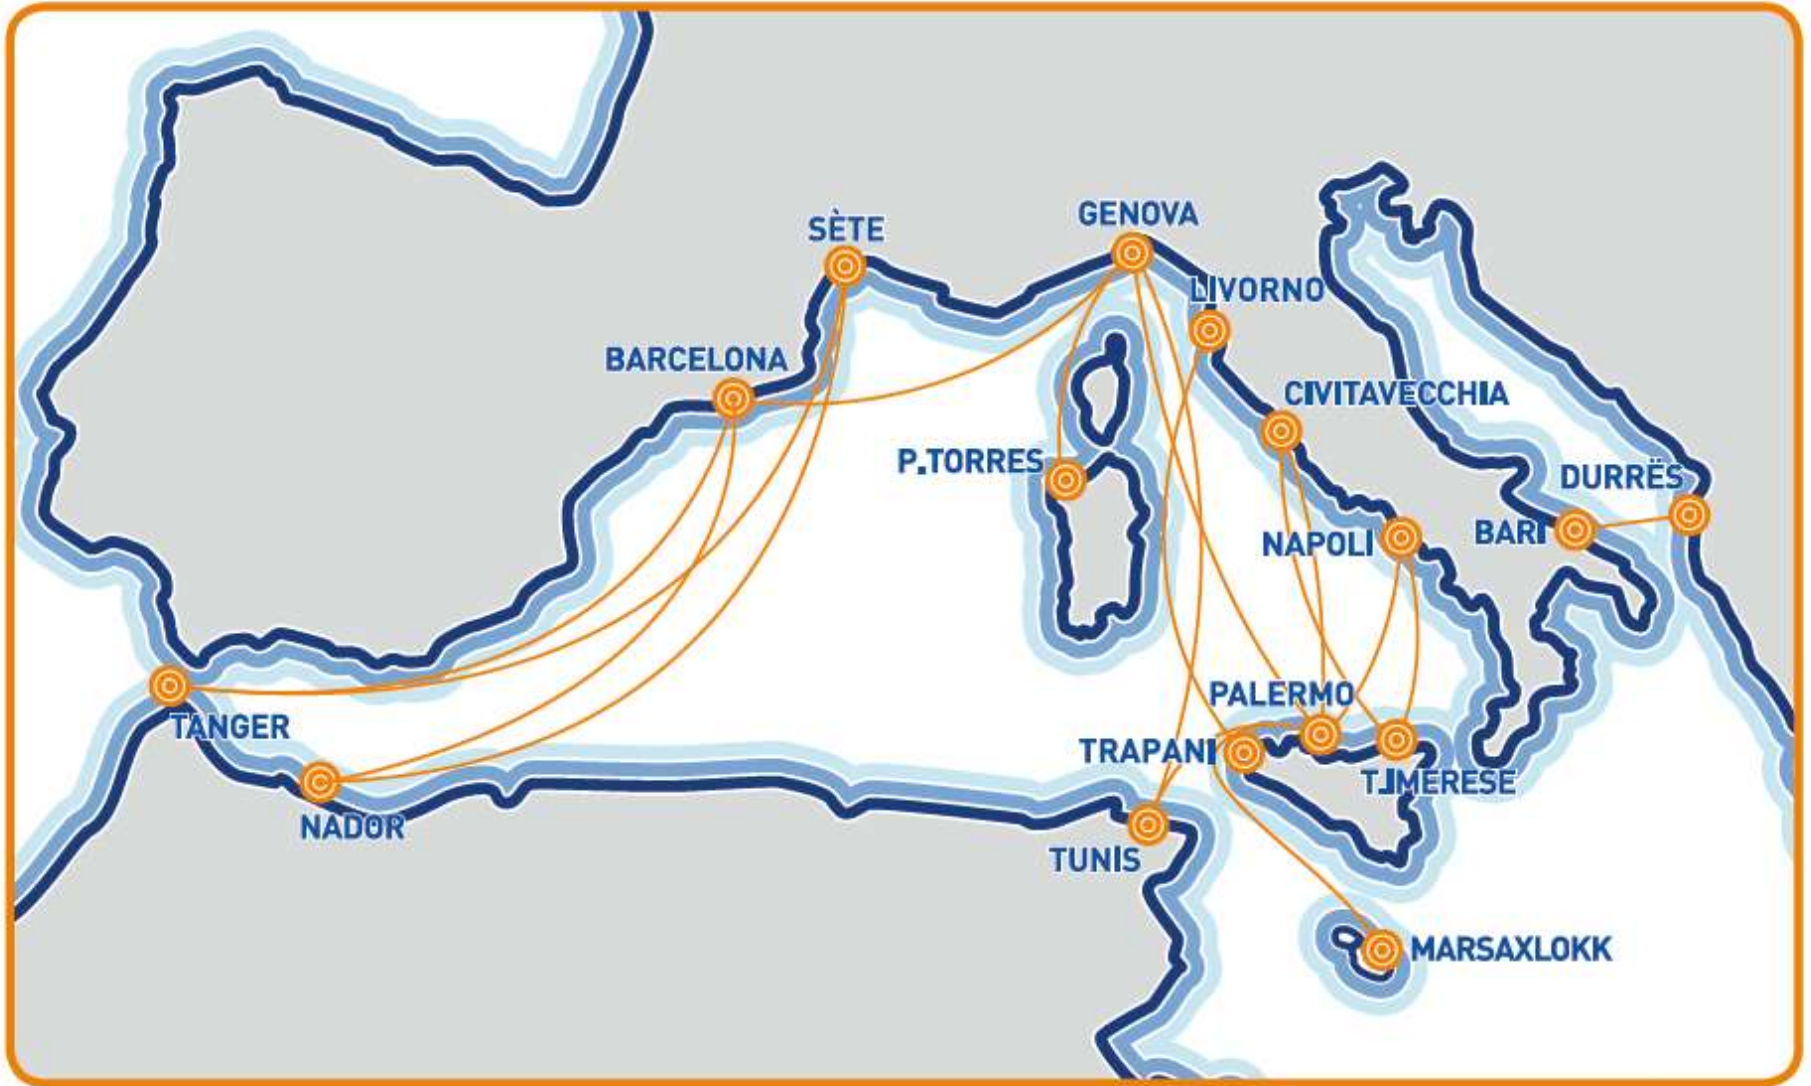 GENOVA
SÈTE
LIVORNO
BARCELONA
CIVITAVECCHIA
P.TORRES
DURRËS
BARI
NAPOLI
PALERMO
TANGER
TRAPANI
T.IMERESE
NADOR
TUNIS
MARSAXLOKK